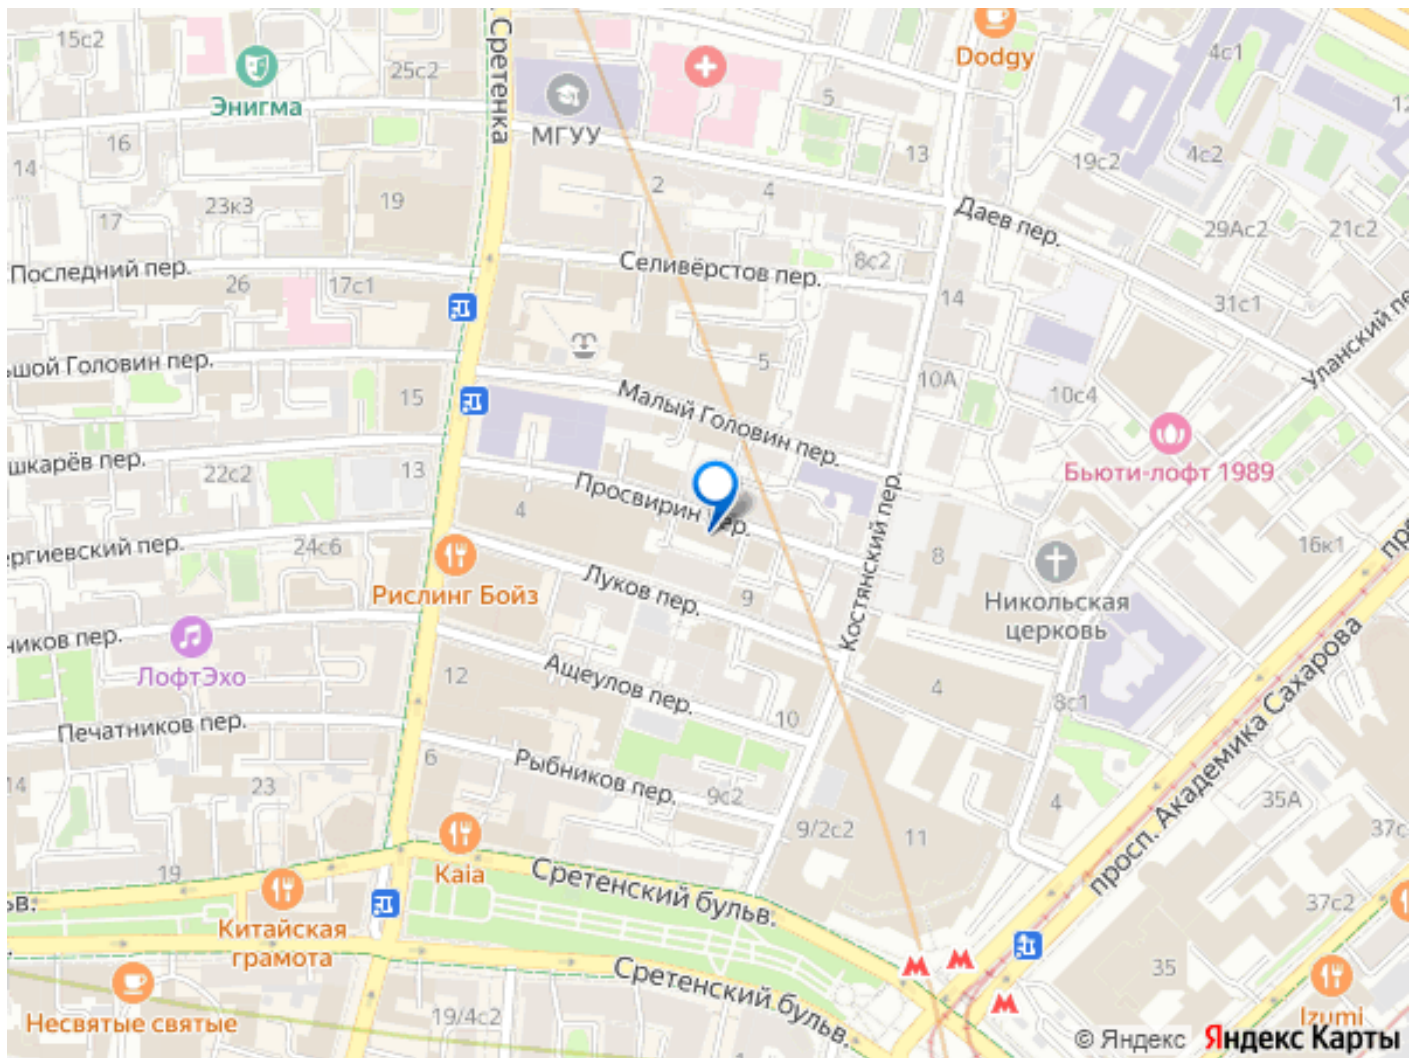 15с2
Энигма
25с2
Сретенка
МГУУ
5
Dodgy
4с1
12
16
14
17
23к3
19
2
4
13
19с2
4с2
Даев пер.
29Ас2
21с2
Последний пер.
26
17с1
Селивёрстов пер.
8с2
14
31с1
Уланский пе
ьшой Головин пер.
15
5
Малый Головин пер.
10А
10с4
Бьюти-лофт 1989
шкарёв пер.
22с2
13
4
Просвирин пер.
Костянский пер.
8
16к1
про
ергиевский пер.
24с6
Рислинг Бойз
Луков пер.
9
Никольская
церковь
ников пер.
ЛофтЭхо
12
Ащеулов пер.
4
8с1
просп. Академика Сахарова
Печатников пер.
10
14
23
6
Рыбников пер.
9с2
9/2с2
11
4
35А
37с
19
Kaia
Сретенский бульв.
ьв.
Китайская
грамота
37с2
35
Сретенский бульв.
Несвятые святые
19/4с2
Izumi
© Яндекс Яндекс Карты